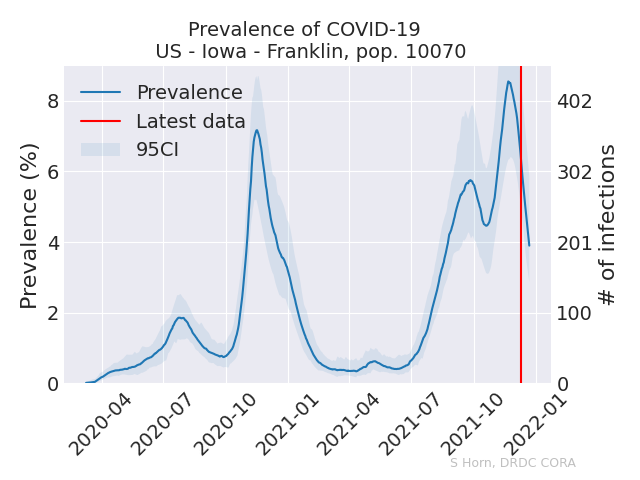 Prevalence of COVID-19
US - Iowa - Franklin, pop. 10070
Prevalence
Latest data
95CI
Prevalence (%)
8
6
4
2
0
402
302
201
100
0
# of infections
2020-04
2020-07
2020-10
2021-01
2021-04
2021-07
2021-10
2022-01
S Horn, DRDC CORA